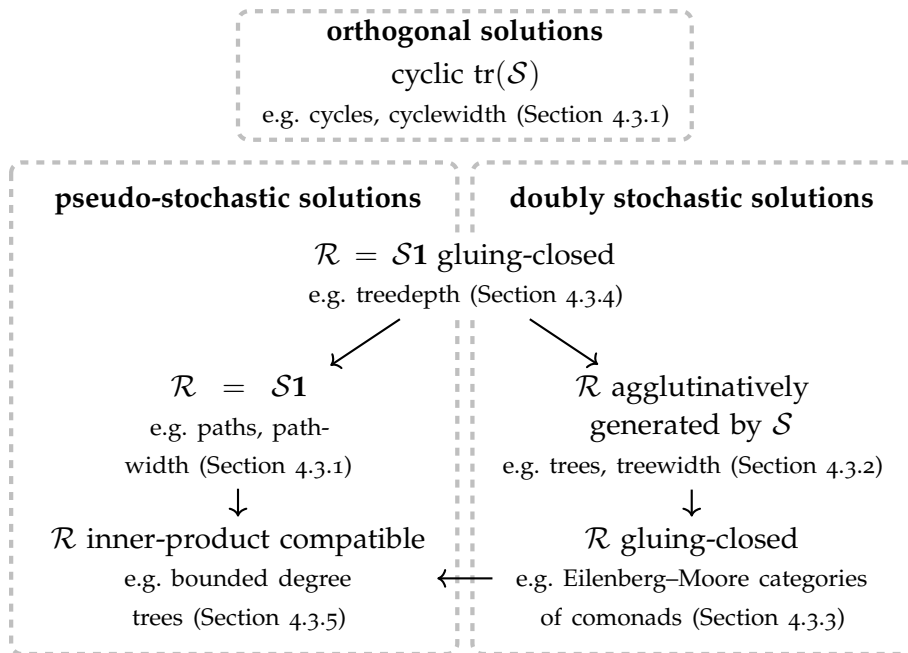 orthogonal solutions
cyclic tr(𝒮)
e.g. cycles, cyclewidth (Section 4.3.1)
pseudo-stochastic solutions
doubly stochastic solutions
ℛ = 𝒮𝟏 gluing-closed
e.g. treedepth (Section 4.3.4)
ℛ = 𝒮𝟏
e.g. paths, path-
width (Section 4.3.1)
ℛ agglutinatively
generated by 𝒮
e.g. trees, treewidth (Section 4.3.2)
ℛ inner-product compatible
e.g. bounded degree
trees (Section 4.3.5)
ℛ gluing-closed
e.g. Eilenberg–Moore categories
of comonads (Section 4.3.3)